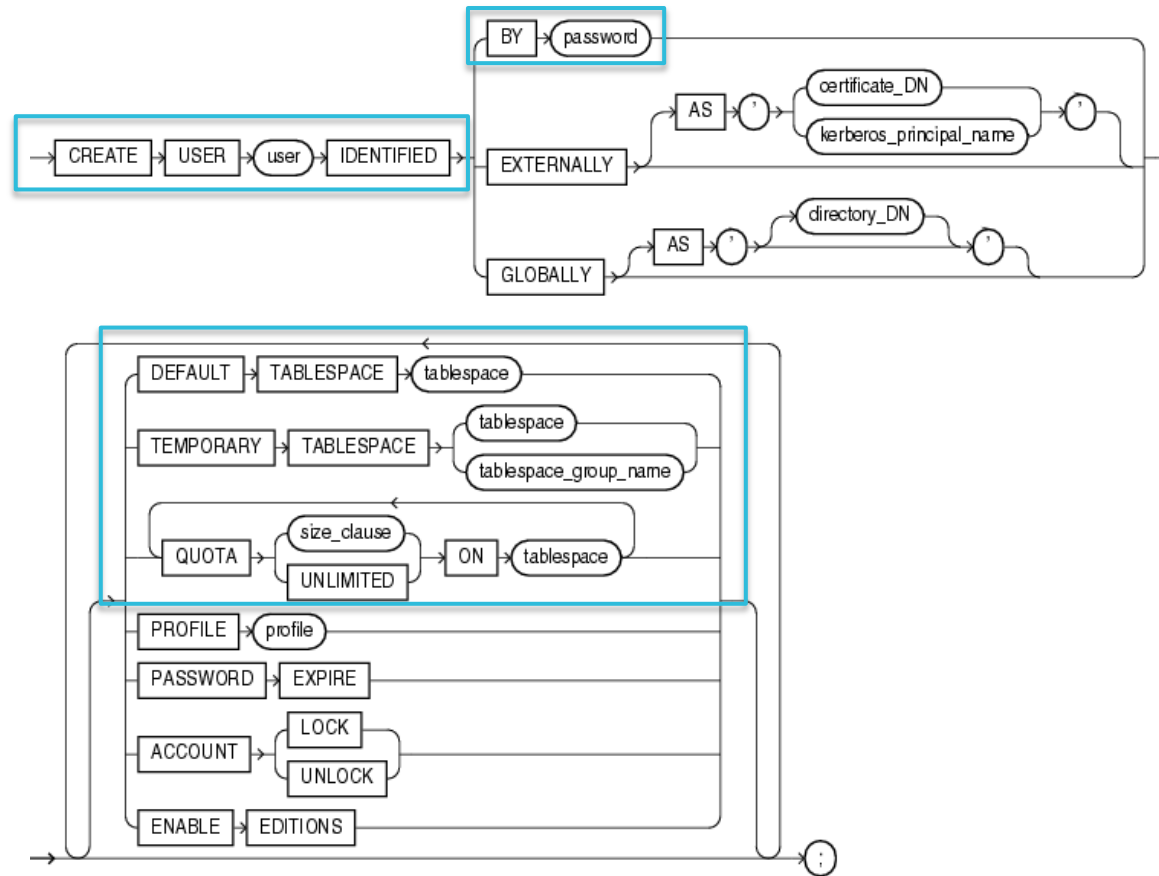 BY password
AS ' certificate_DN '
kerberos_principal_name
CREATE USER user IDENTIFIED
EXTERNALLY
directory_DN
AS ' '
GLOBALLY
DEFAULT TABLESPACE tablespace
TEMPORARY TABLESPACE tablespace
tablespace_group_name
QUOTA size_clause ON tablespace
UNLIMITED
PROFILE profile
PASSWORD EXPIRE
ACCOUNT LOCK
UNLOCK
ENABLE EDITIONS
;